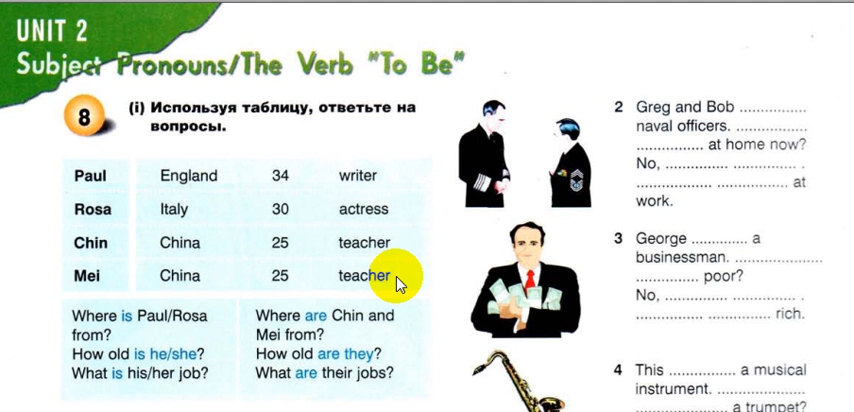 UNIT 2
Subject Pronouns/The Verb "To Be"
8
(i) Используя таблицу, ответьте на
вопросы.
Paul England 34 writer
Rosa Italy 30 actress
Chin China 25 teacher
Mei China 25 teacher
Where is Paul/Rosa
from?
How old is he/she?
What is his/her job?
Where are Chin and
Mei from?
How old are they?
What are their jobs?
2 Greg and Bob ................
naval officers. .................
................ at home now?
No, ............... ............... .
................. ................. at
work.
3 George ............. a
businessman. .....................
............... poor?
No, ............... ............... .
................. ............... rich.
4 This ................ a musical
instrument. .....................
..................... a trumpet?